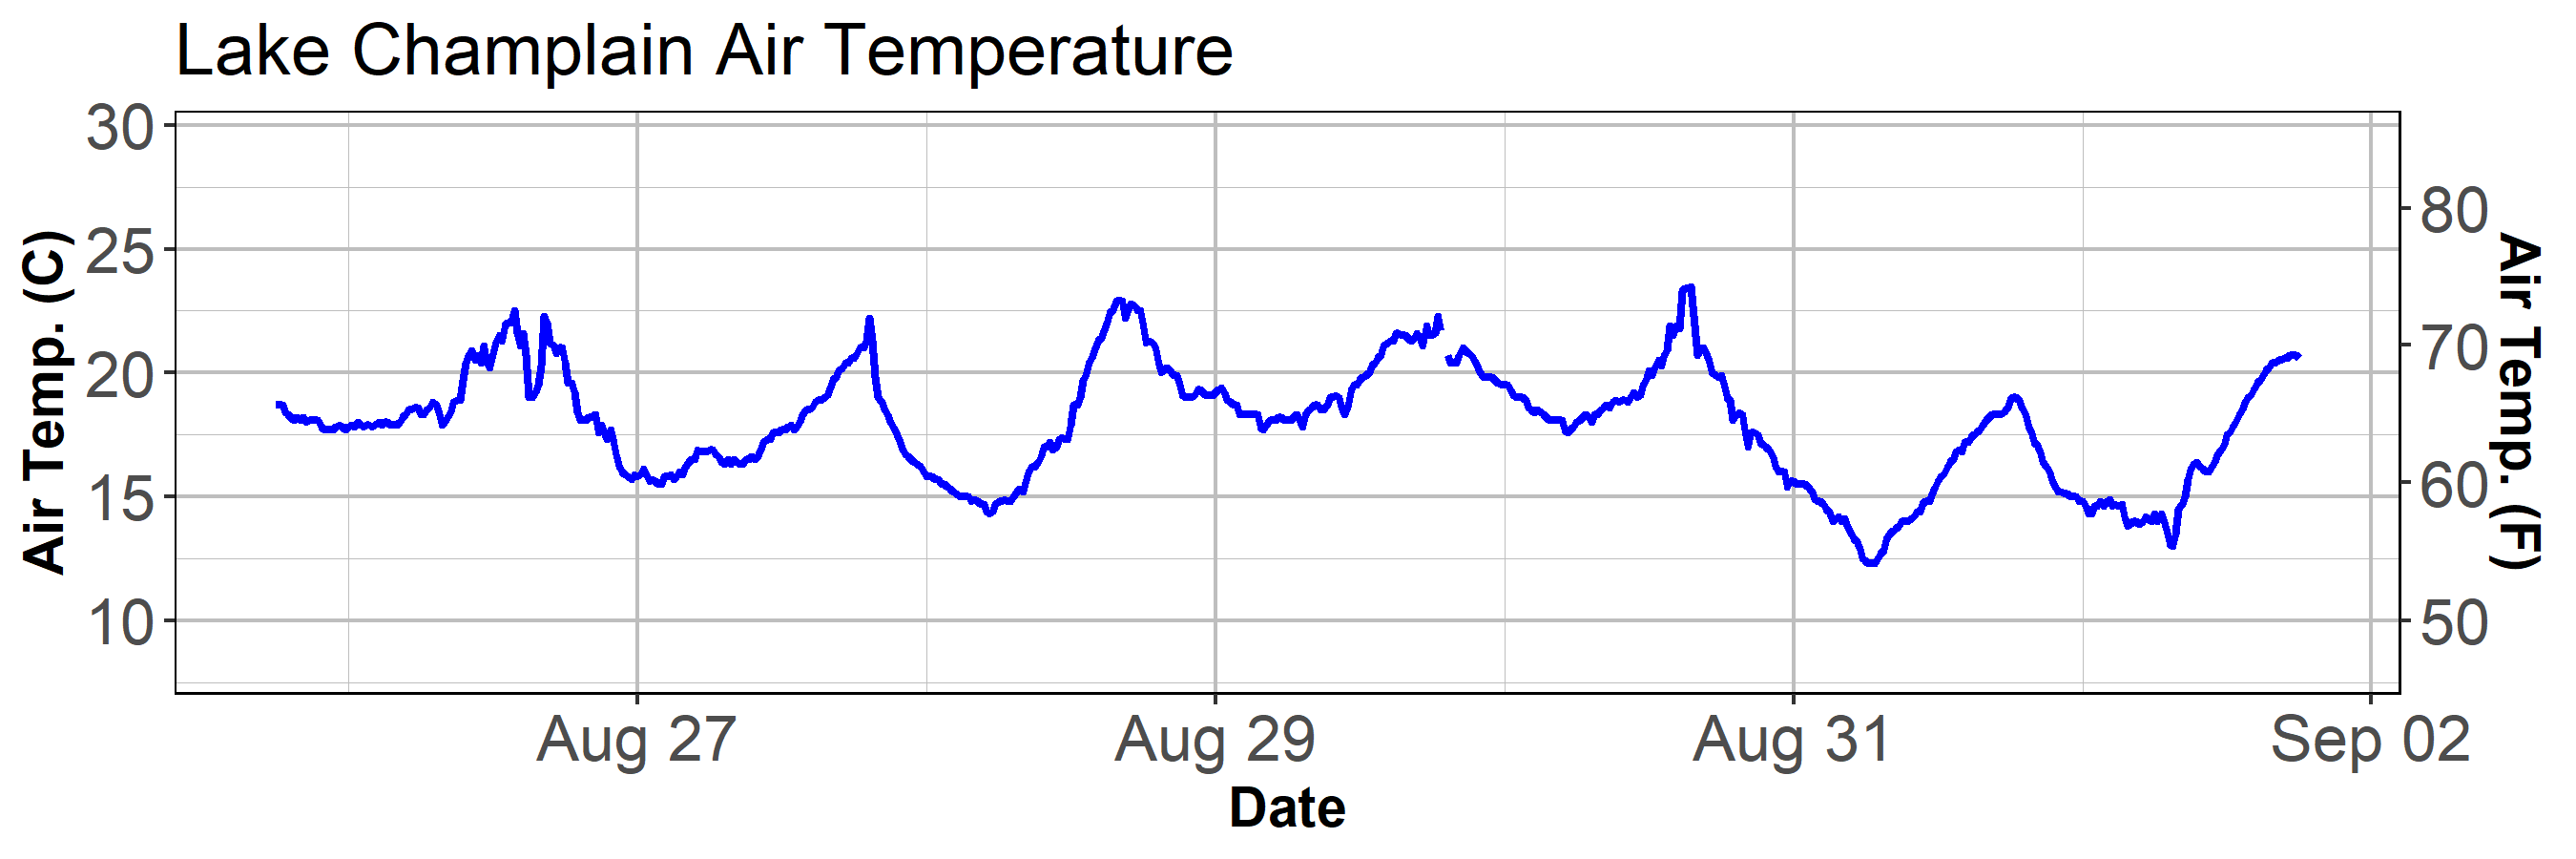 Lake Champlain Air Temperature
Air Temp. (C)
30
25
20
15
10
80
70
60
50
Air Temp. (F)
Aug 27 Aug 29 Aug 31 Sep 02
Date